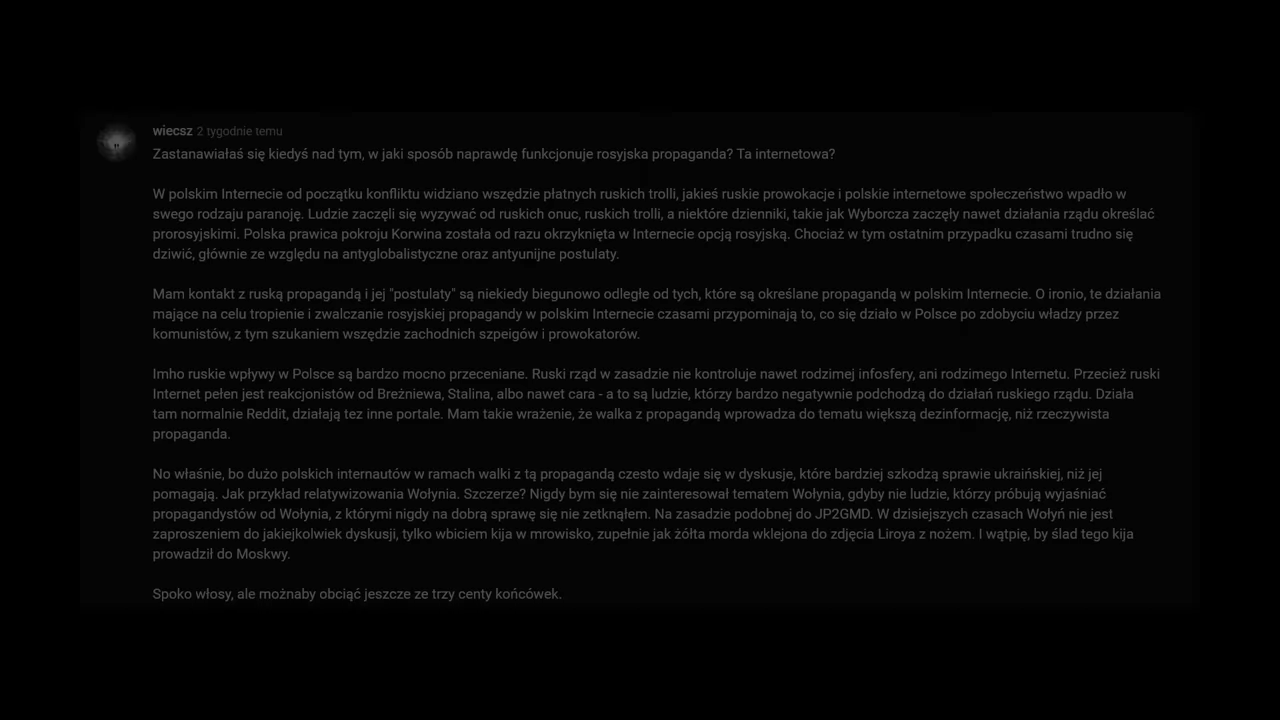 wiecsz 2 tygodnie temu
Zastanawiałaś się kiedyś nad tym, w jaki sposób naprawdę funkcjonuje rosyjska propaganda? Ta internetowa?
W polskim Internecie od początku konfliktu widziano wszędzie płatnych ruskich trolli, jakieś ruskie prowokacje i polskie internetowe społeczeństwo wpadło w
swego rodzaju paranoję. Ludzie zaczęli się wyzywać od ruskich onuc, ruskich trolli, a niektóre dzienniki, takie jak Wyborcza zaczęły nawet działania rządu określać
prorosyjskimi. Polska prawica pokroju Korwina została od razu okrzyknięta w Internecie opcją rosyjską. Chociaż w tym ostatnim przypadku czasami trudno się
dziwić, głównie ze względu na antyglobalistyczne oraz antyunijne postulaty.
Mam kontakt z ruską propagandą i jej "postulaty" są niekiedy biegunowo odległe od tych, które są określane propagandą w polskim Internecie. O ironio, te działania
mające na celu tropienie i zwalczanie rosyjskiej propagandy w polskim Internecie czasami przypominają to, co się działo w Polsce po zdobyciu władzy przez
komunistów, z tym szukaniem wszędzie zachodnich szpeigów i prowokatorów.
Imho ruskie wpływy w Polsce są bardzo mocno przeceniane. Ruski rząd w zasadzie nie kontroluje nawet rodzimej infosfery, ani rodzimego Internetu. Przecież ruski
Internet pełen jest reakcjonistów od Breżniewa, Stalina, albo nawet cara - a to są ludzie, którzy bardzo negatywnie podchodzą do działań ruskiego rządu. Działa
tam normalnie Reddit, działają tez inne portale. Mam takie wrażenie, że walka z propagandą wprowadza do tematu większą dezinformację, niż rzeczywista
propaganda.
No właśnie, bo dużo polskich internautów w ramach walki z tą propagandą czesto wdaje się w dyskusje, które bardziej szkodzą sprawie ukraińskiej, niż jej
pomagają. Jak przykład relatywizowania Wołynia. Szczerze? Nigdy bym się nie zainteresował tematem Wołynia, gdyby nie ludzie, którzy próbują wyjaśniać
propagandystów od Wołynia, z którymi nigdy na dobrą sprawę się nie zetknąłem. Na zasadzie podobnej do JP2GMD. W dzisiejszych czasach Wołyń nie jest
zaproszeniem do jakiejkolwiek dyskusji, tylko wbiciem kija w mrowisko, zupełnie jak żółta morda wklejona do zdjęcia Liroya z nożem. I wątpię, by ślad tego kija
prowadził do Moskwy.
Spoko włosy, ale możnaby obciąć jeszcze ze trzy centy końcówek.